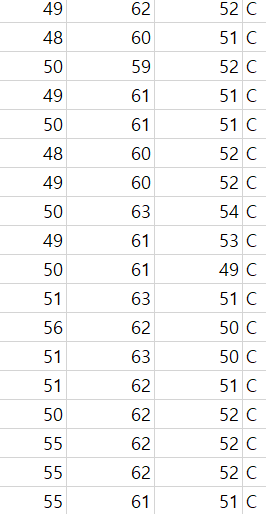 49 62 52 C
48 60 51 C
50 59 52 C
49 61 51 C
50 61 51 C
48 60 52 C
49 60 52 C
50 63 54 C
49 61 53 C
50 61 49 C
51 63 51 C
56 62 50 C
51 63 50 C
51 62 51 C
50 62 52 C
55 62 52 C
55 62 52 C
55 61 51 C